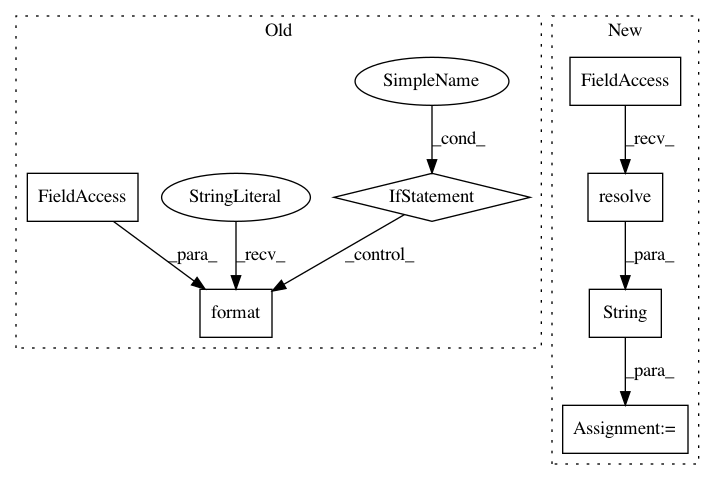 Old
New
SimpleName
FieldAccess
_cond_
_recv_
FieldAccess
StringLiteral
IfStatement
resolve
_para_
_recv_
_control_
_para_
format
String
_para_
Assignment:=